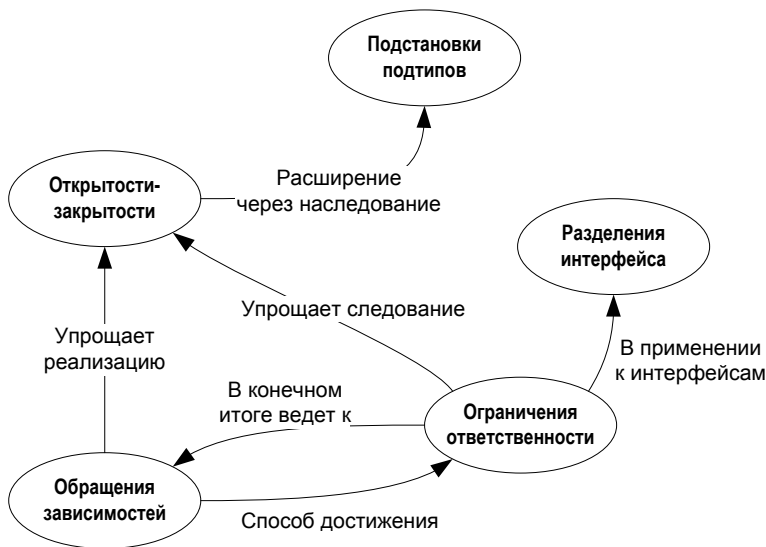 Подстановки
подтипов
Открытости-
закрытости
Расширение
через наследование
Разделения
интерфейса
Упрощает следование
Упрощает
реализацию
В применении
к интерфейсам
В конечном
итоге ведет к
Ограничения
ответственности
Обращения
зависимостей
Способ достижения